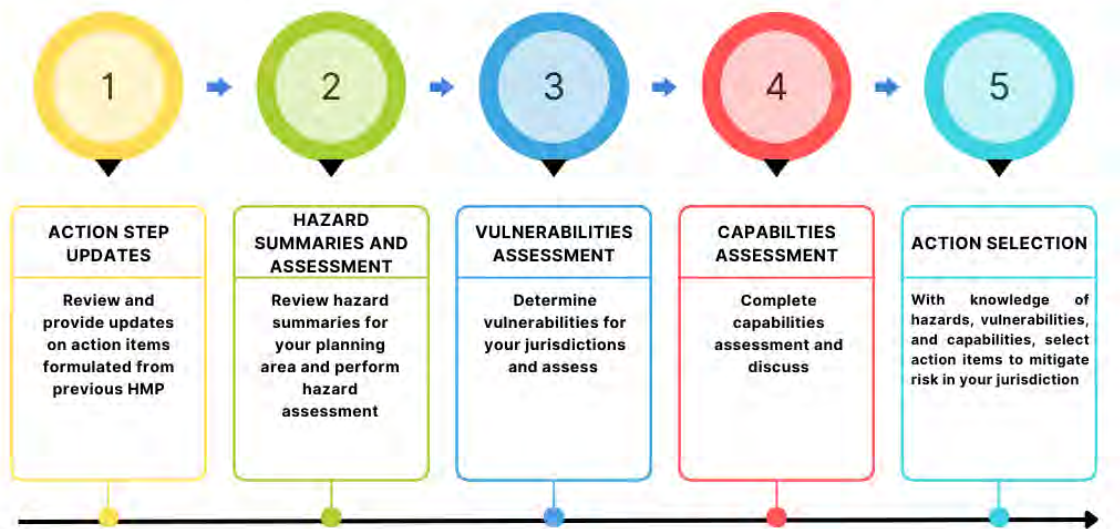 1
2
3
4
5
ACTION STEP
UPDATES
Review and
provide updates
on action items
formulated from
previous HMP
HAZARD
SUMMARIES AND
ASSESSMENT
Review hazard
summaries for
your planning
area and perform
hazard
assessment
VULNERABILITIES
ASSESSMENT
Determine
vulnerabilities for
your jurisdictions
and assess
CAPABILTIES
ASSESSMENT
Complete
capabilities
assessment and
discuss
ACTION SELECTION
With knowledge of
hazards, vulnerabilities,
and capabilities, select
action items to mitigate
risk in your jurisdiction